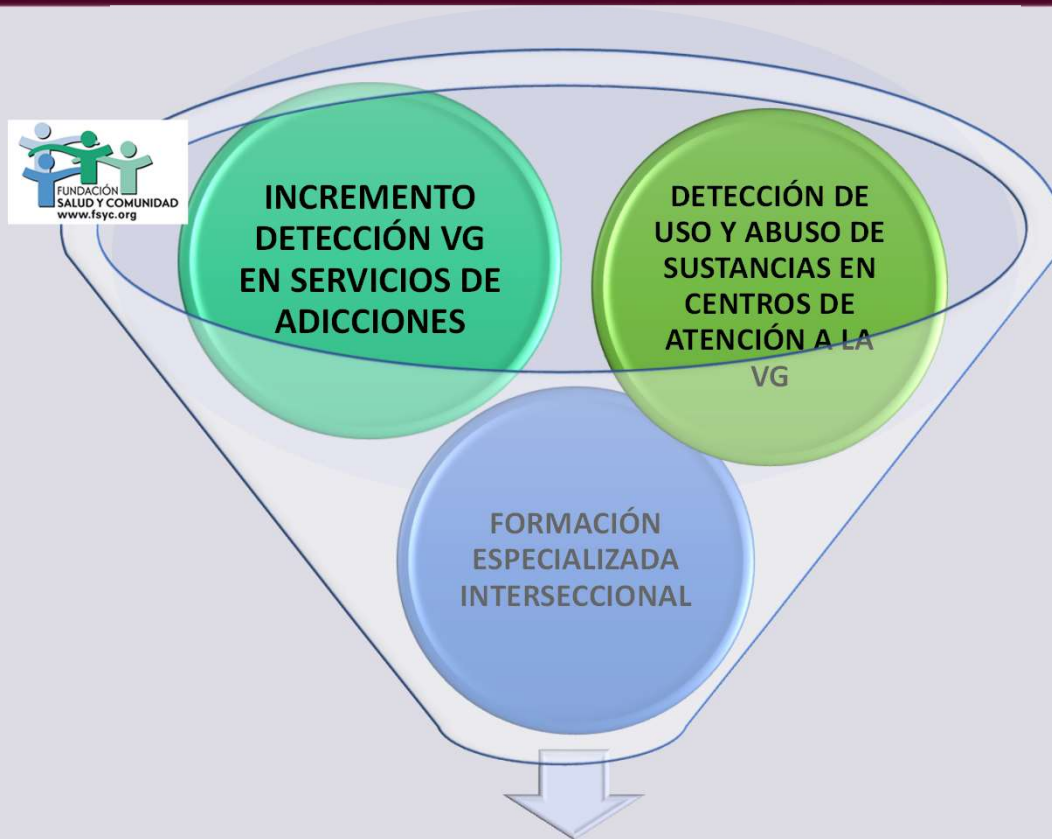 FUNDACIÓN
SALUD Y COMUNIDAD
www.fsyc.org
INCREMENTO
DETECCIÓN VG
EN SERVICIOS DE
ADICCIONES
DETECCIÓN DE
USO Y ABUSO DE
SUSTANCIAS EN
CENTROS DE
ATENCIÓN A LA
VG
FORMACIÓN
ESPECIALIZADA
INTERSECCIONAL